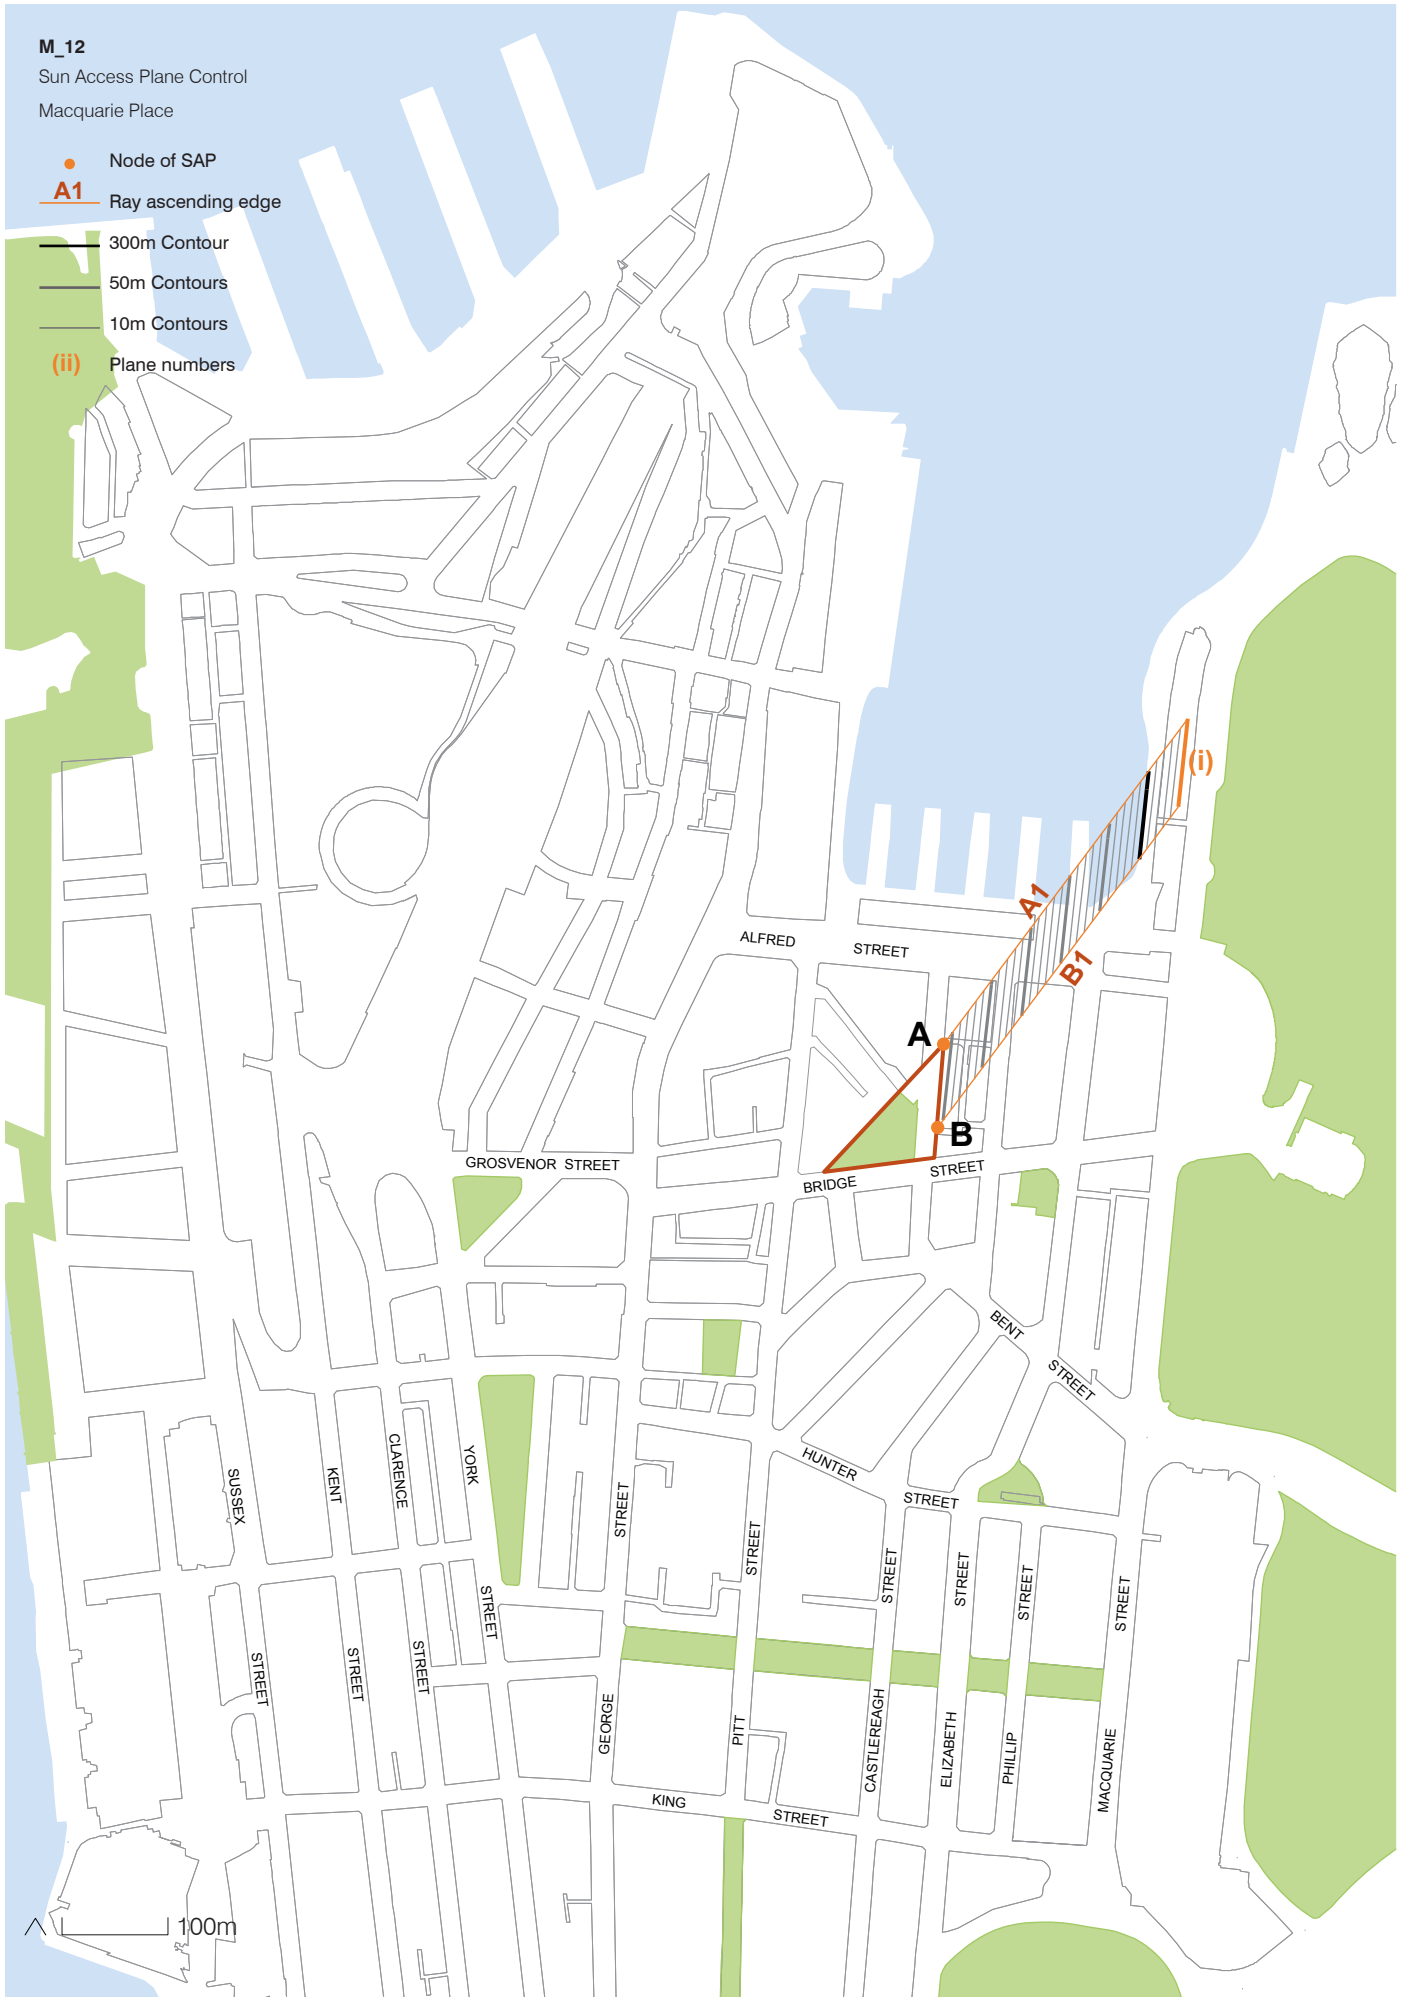 M_12
Sun Access Plane Control
Macquarie Place
Node of SAP
A1
Ray ascending edge
300m Contour
50m Contours
10m Contours
(ii)
Plane numbers
(i)
A1
B1
ALFRED
STREET
A
B
GROSVENOR STREET
BRIDGE
STREET
BENT
STREET
HUNTER
STREET
SUSSEX
STREET
KENT
STREET
CLARENCE
STREET
YORK
STREET
STREET
GEORGE
STREET
PITT
STREET
CASTLEREAGH
STREET
ELIZABETH
STREET
PHILLIP
STREET
MACQUARIE
KING
STREET
100m